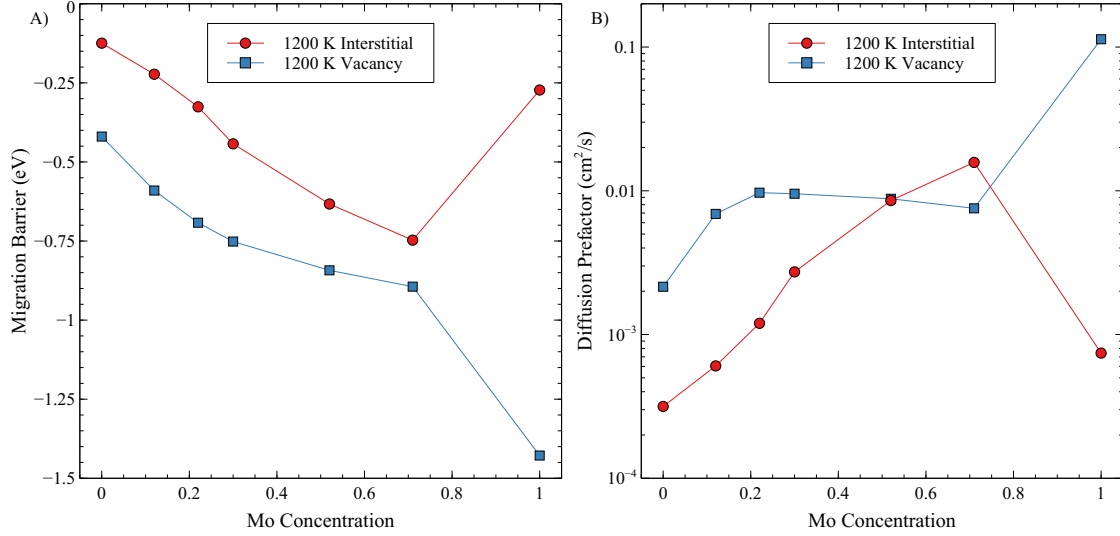 A)
1200 K Interstitial
1200 K Vacancy
0
−0.25
−0.5
−0.75
−1
−1.25
−1.5
Migration Barrier (eV)
0 0.2 0.4 0.6 0.8 1
Mo Concentration
B)
1200 K Interstitial
1200 K Vacancy
0.1
0.01
10⁻³
10⁻⁴
Diffusion Prefactor (cm²/s)
0 0.2 0.4 0.6 0.8 1
Mo Concentration